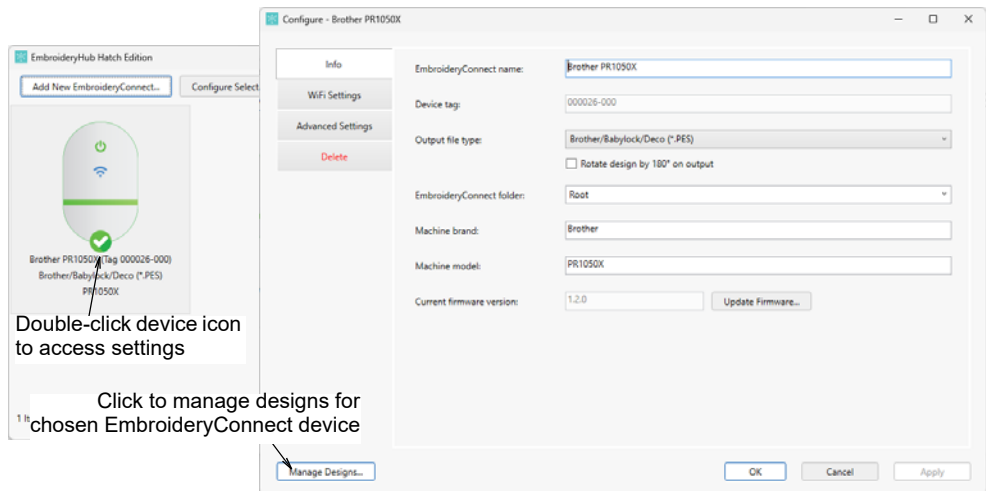 Configure - Brother PR1050X
EmbroideryHub Hatch Edition
Add New EmbroideryConnect...
Configure Select
Brother PR1050X (Tag 000026-000)
Brother/Babylock/Deco (*.PES)
PR1050X
Double-click device icon
to access settings
Click to manage designs for
chosen EmbroideryConnect device
Info
WiFi Settings
Advanced Settings
Delete
EmbroideryConnect name:
Brother PR1050X
Device tag:
000026-000
Output file type:
Brother/Babylock/Deco (*.PES)
Rotate design by 180° on output
EmbroideryConnect folder:
Root
Machine brand:
Brother
Machine model:
PR1050X
Current firmware version:
1.2.0
Update Firmware...
Manage Designs...
OK
Cancel
Apply